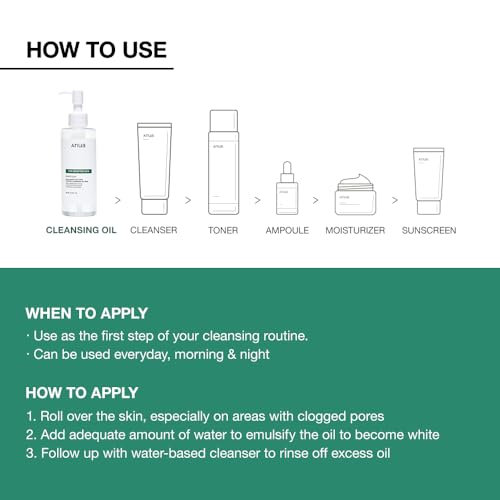 HOW TO USE
ANUA
CLEANSING OIL > CLEANSER > TONER > AMPOULE > MOISTURIZER > SUNSCREEN
WHEN TO APPLY
· Use as the first step of your cleansing routine.
· Can be used everyday, morning & night
HOW TO APPLY
1. Roll over the skin, especially on areas with clogged pores
2. Add adequate amount of water to emulsify the oil to become white
3. Follow up with water-based cleanser to rinse off excess oil